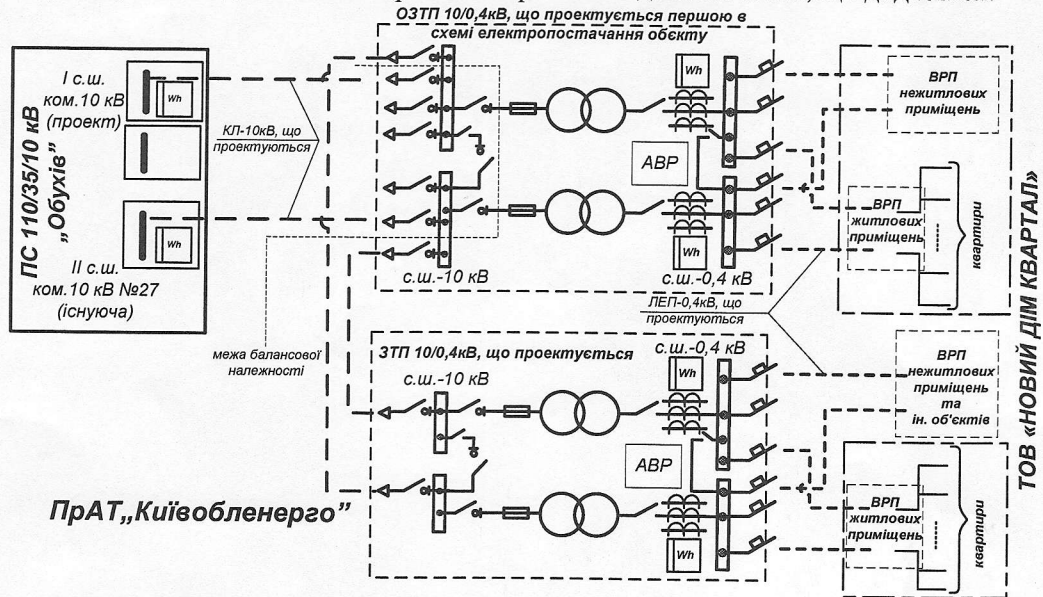 ОЗТП 10/0,4кВ, що проектується першою в
схемі електропостачання обєкту
І с.ш.
ком.10 кВ
(проект)
Wh
ПС 110/35/10 кВ
„Обухів”
Wh
ІІ с.ш.
ком.10 кВ №27
(існуюча)
КЛ-10кВ, що
проектуються
межа балансової
належності
с.ш.-10 кВ
Wh
АВР
Wh
с.ш.-0,4 кВ
ЛЕП-0,4кВ, що
проектуються
ВРП
нежитлових
приміщень
ВРП
житлових
приміщень
квартири
ТОВ «НОВИЙ ДІМ КВАРТАЛ»
ЗТП 10/0,4кВ, що проектується
с.ш.-0,4 кВ
с.ш.-10 кВ
Wh
АВР
Wh
ВРП
нежитлових
приміщень
та
ін. об'єктів
ВРП
житлових
приміщень
квартири
ПрАТ„Київобленерго”